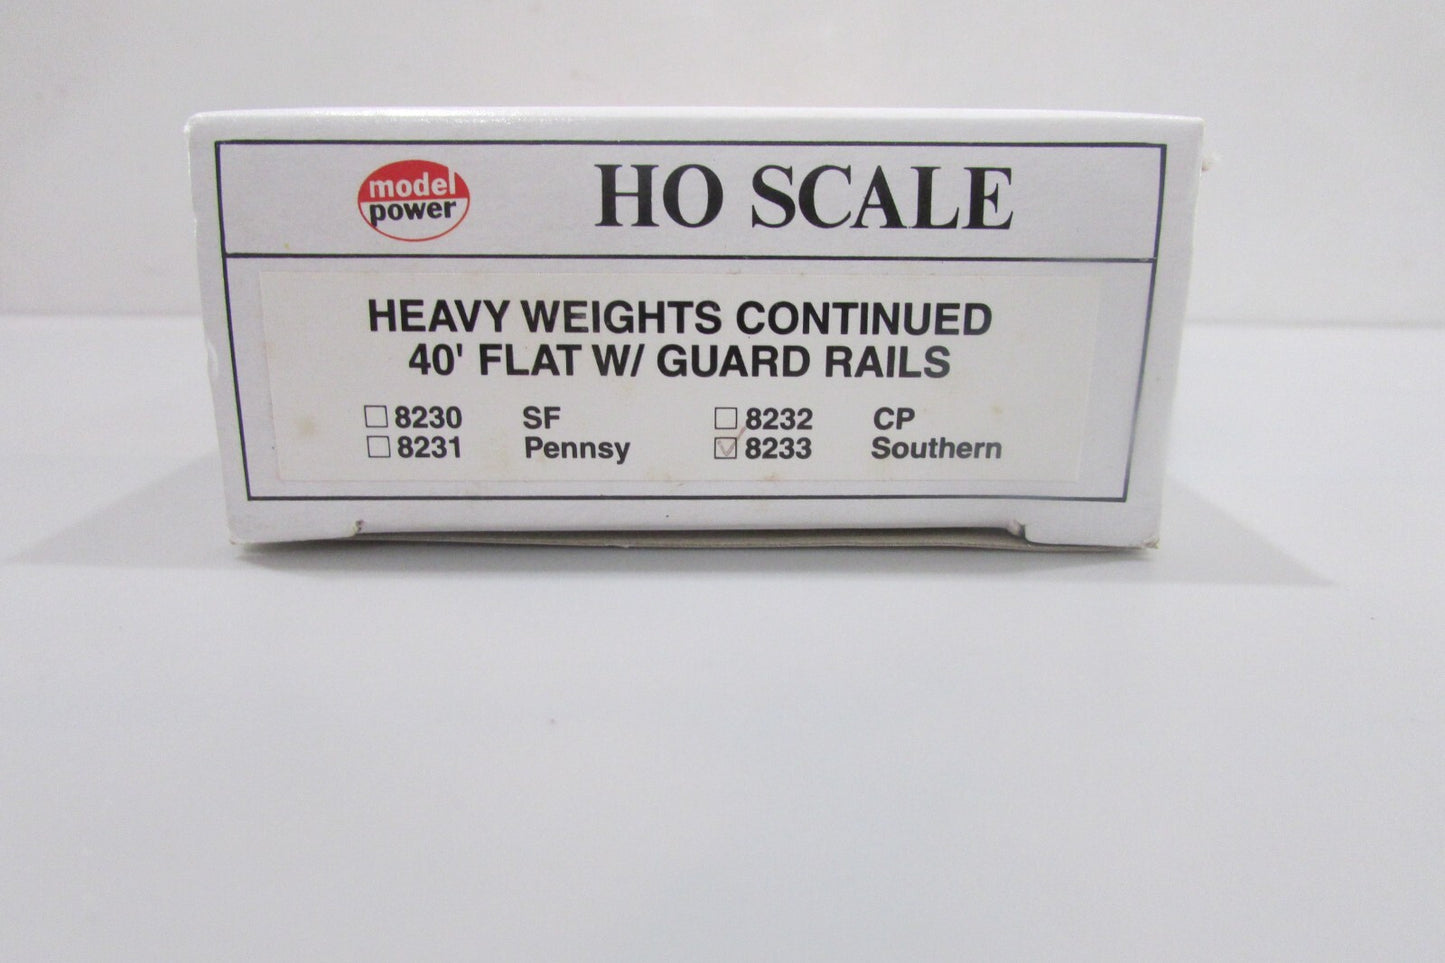 model
power
HO SCALE
HEAVY WEIGHTS CONTINUED
40' FLAT W/ GUARD RAILS
☐ 8230 SF ☐ 8232 CP
☐ 8231 Pennsy ☑ 8233 Southern